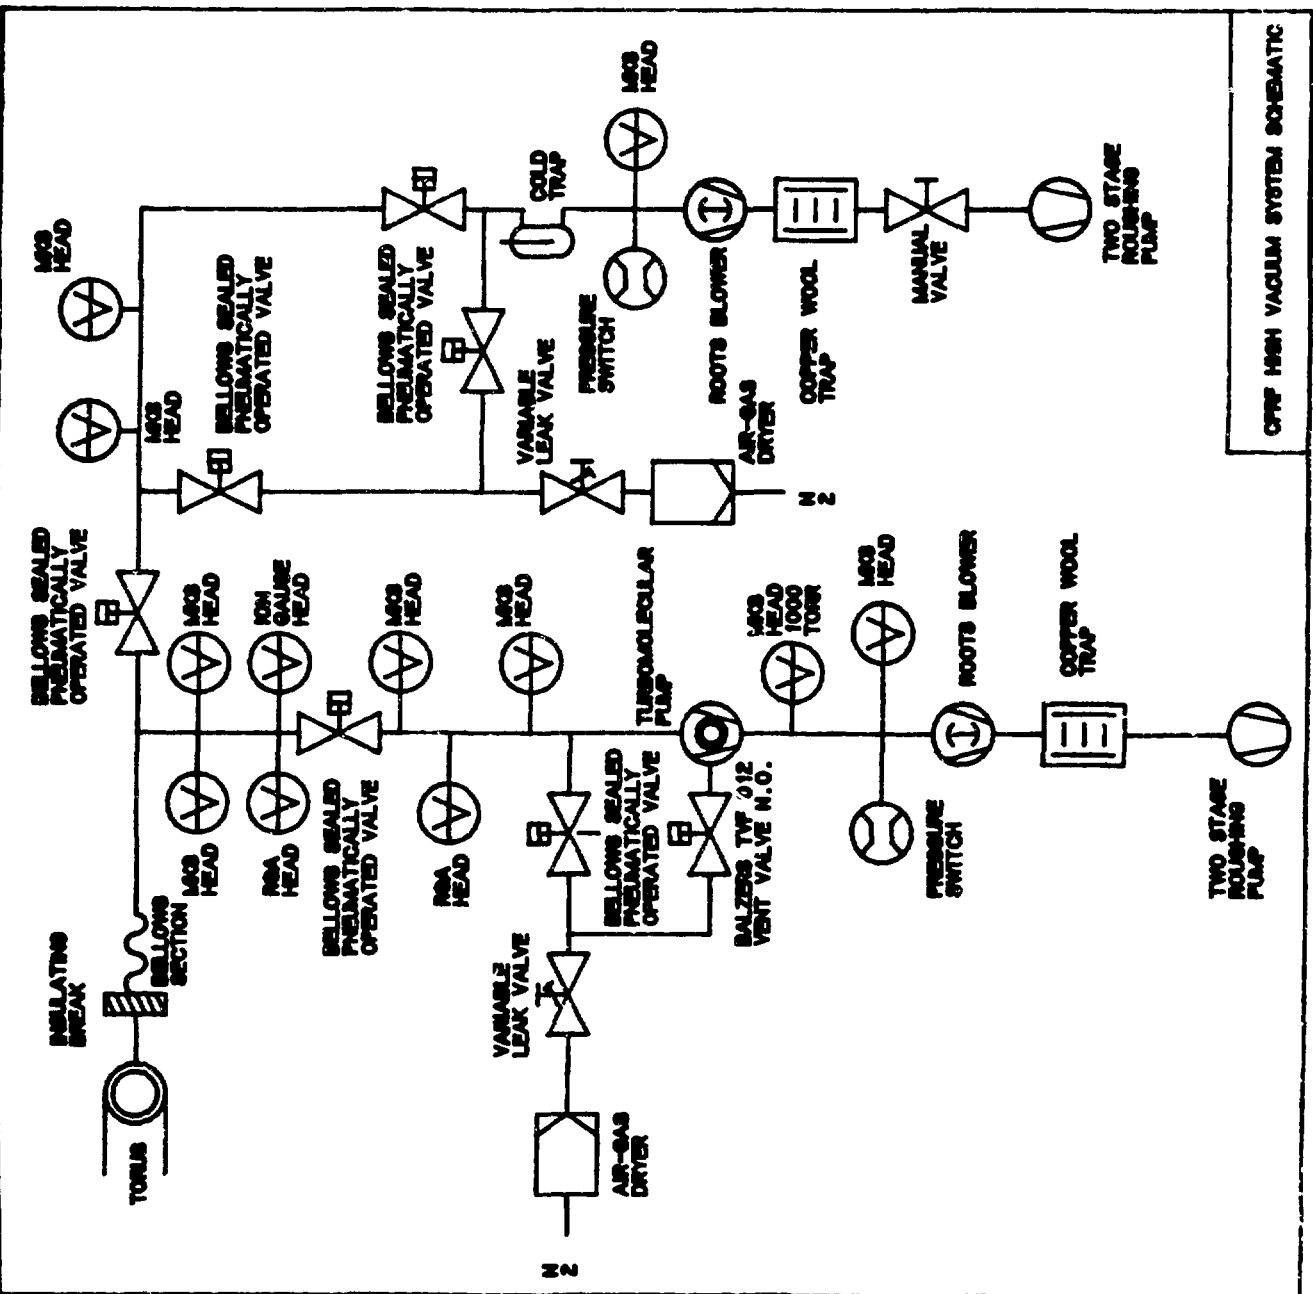 TORUS
INSULATING
BREAK
BELLOWS
SECTION
BELLOWS SEALED
PNEUMATICALLY
OPERATED VALVE
MKS
HEAD
MKS
HEAD
MKS
HEAD
RGA
HEAD
MKS
HEAD
ION
GAUGE
HEAD
BELLOWS SEALED
PNEUMATICALLY
OPERATED VALVE
BELLOWS SEALED
PNEUMATICALLY
OPERATED VALVE
MKS
HEAD
RGA
HEAD
MKS
HEAD
BELLOWS SEALED
PNEUMATICALLY
OPERATED VALVE
VARIABLE
LEAK VALVE
COLD
TRAP
N2
AIR-GAS
DRYER
VARIABLE
LEAK VALVE
BELLOWS SEALED
PNEUMATICALLY
OPERATED VALVE
TURBOMOLECULAR
PUMP
BALZERS TVF 012
VENT VALVE N.O.
AIR-GAS
DRYER
N2
PRESSURE
SWITCH
MKS
HEAD
MKS
HEAD
1000
TORR
ROOTS BLOWER
COPPER WOOL
TRAP
MANUAL
VALVE
TWO STAGE
ROUGHING
PUMP
PRESSURE
SWITCH
MKS
HEAD
ROOTS BLOWER
COPPER WOOL
TRAP
TWO STAGE
ROUGHING
PUMP
CPRF HIGH VACUUM SYSTEM SCHEMATIC